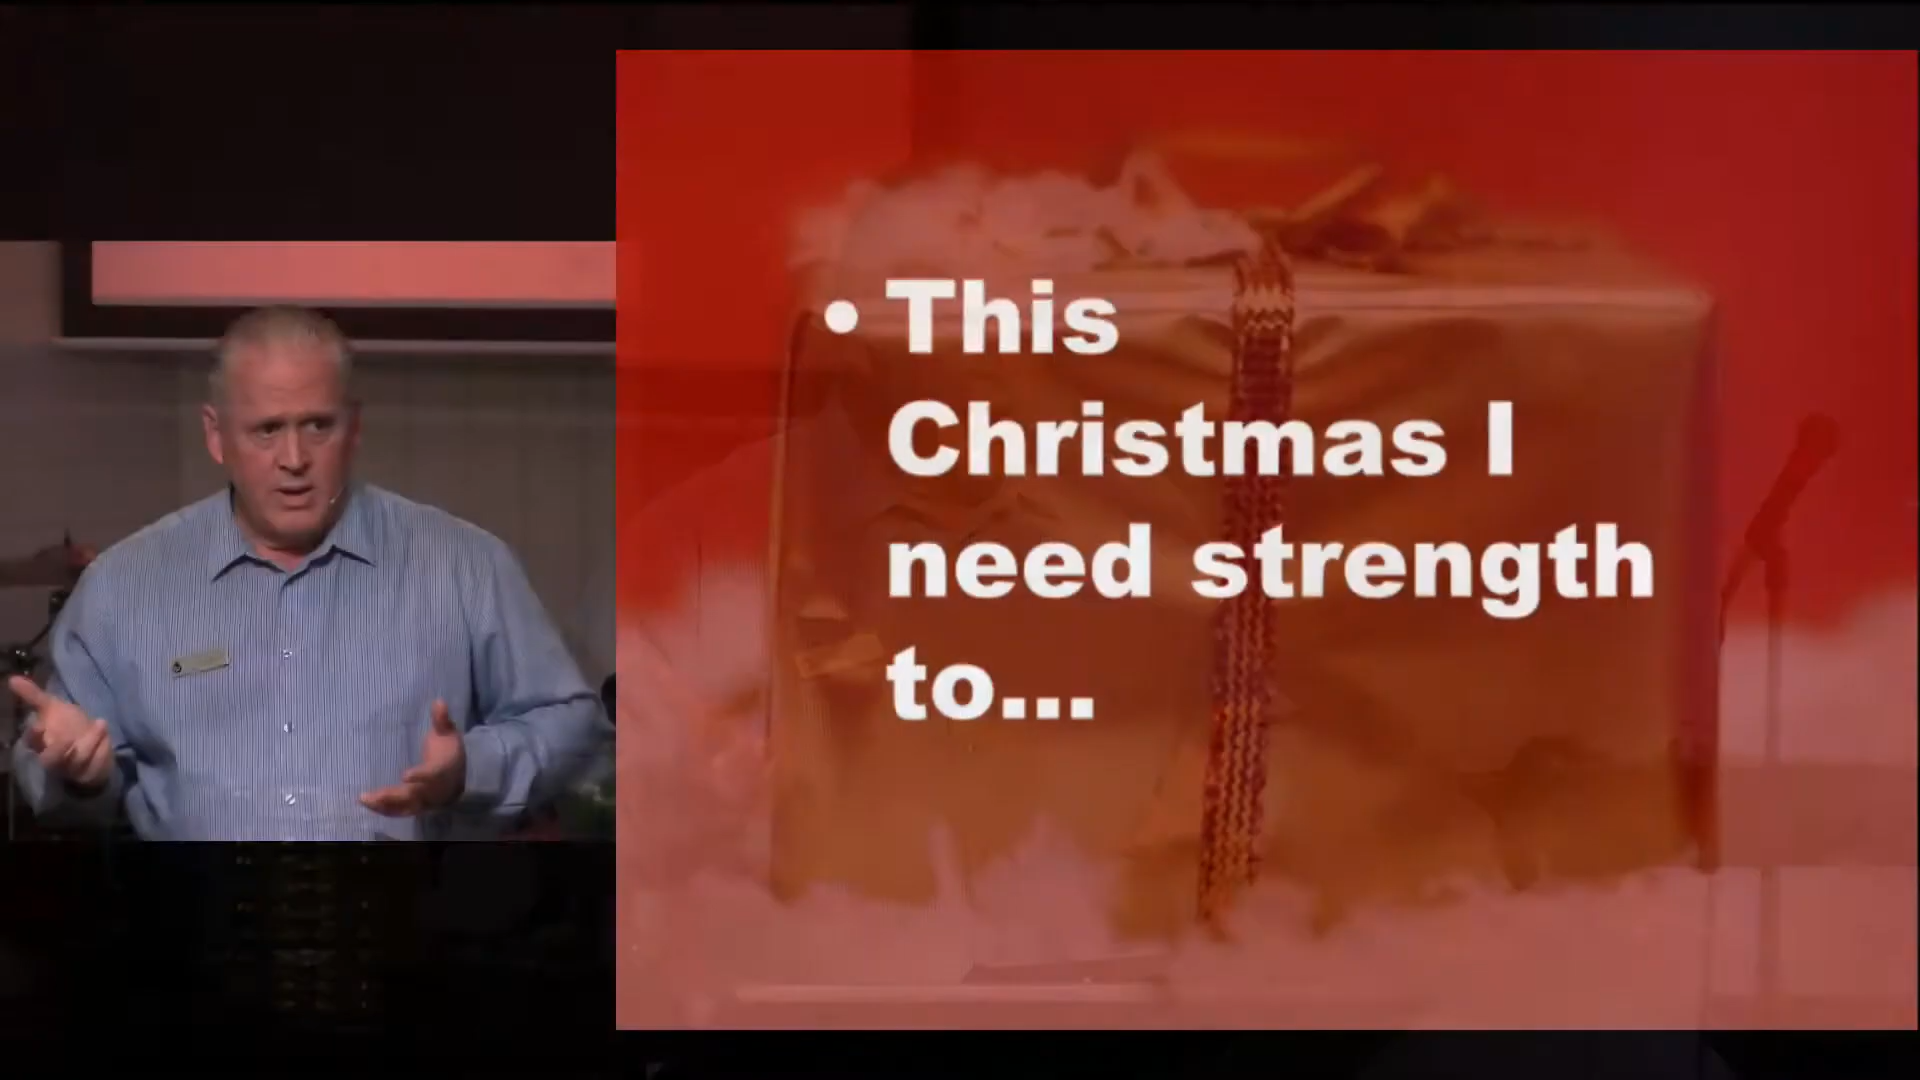 • This
Christmas I
need strength
to...